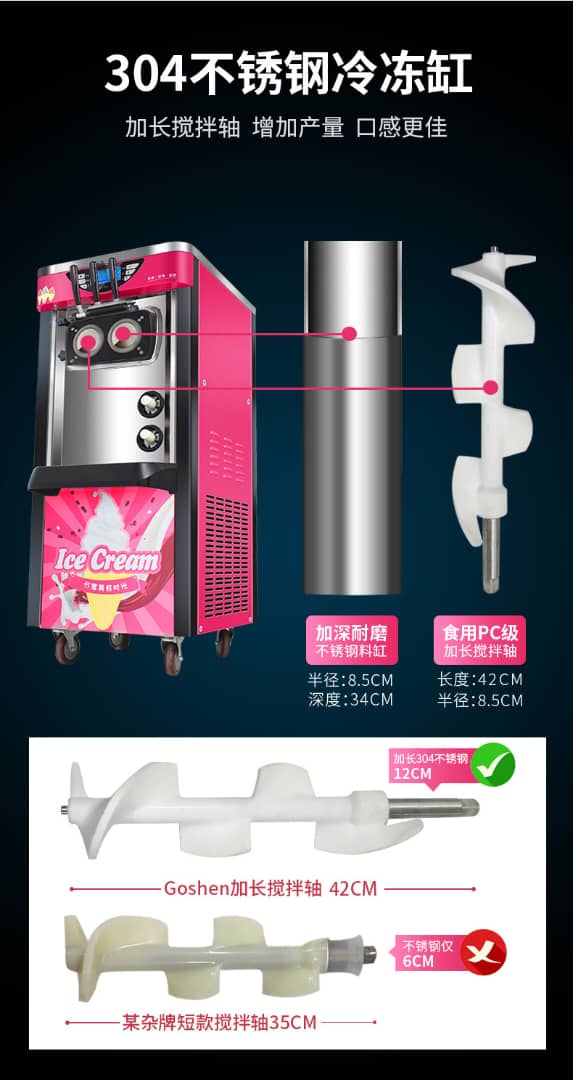 304不锈钢冷冻缸
加长搅拌轴 增加产量 口感更佳
Ice Cream
加深耐磨
不锈钢料缸
半径:8.5CM
深度:34CM
食用PC级
加长搅拌轴
长度:42CM
半径:8.5CM
加长304不锈钢
12CM
Goshen加长搅拌轴 42CM
不锈钢仅
6CM
某杂牌短款搅拌轴35CM